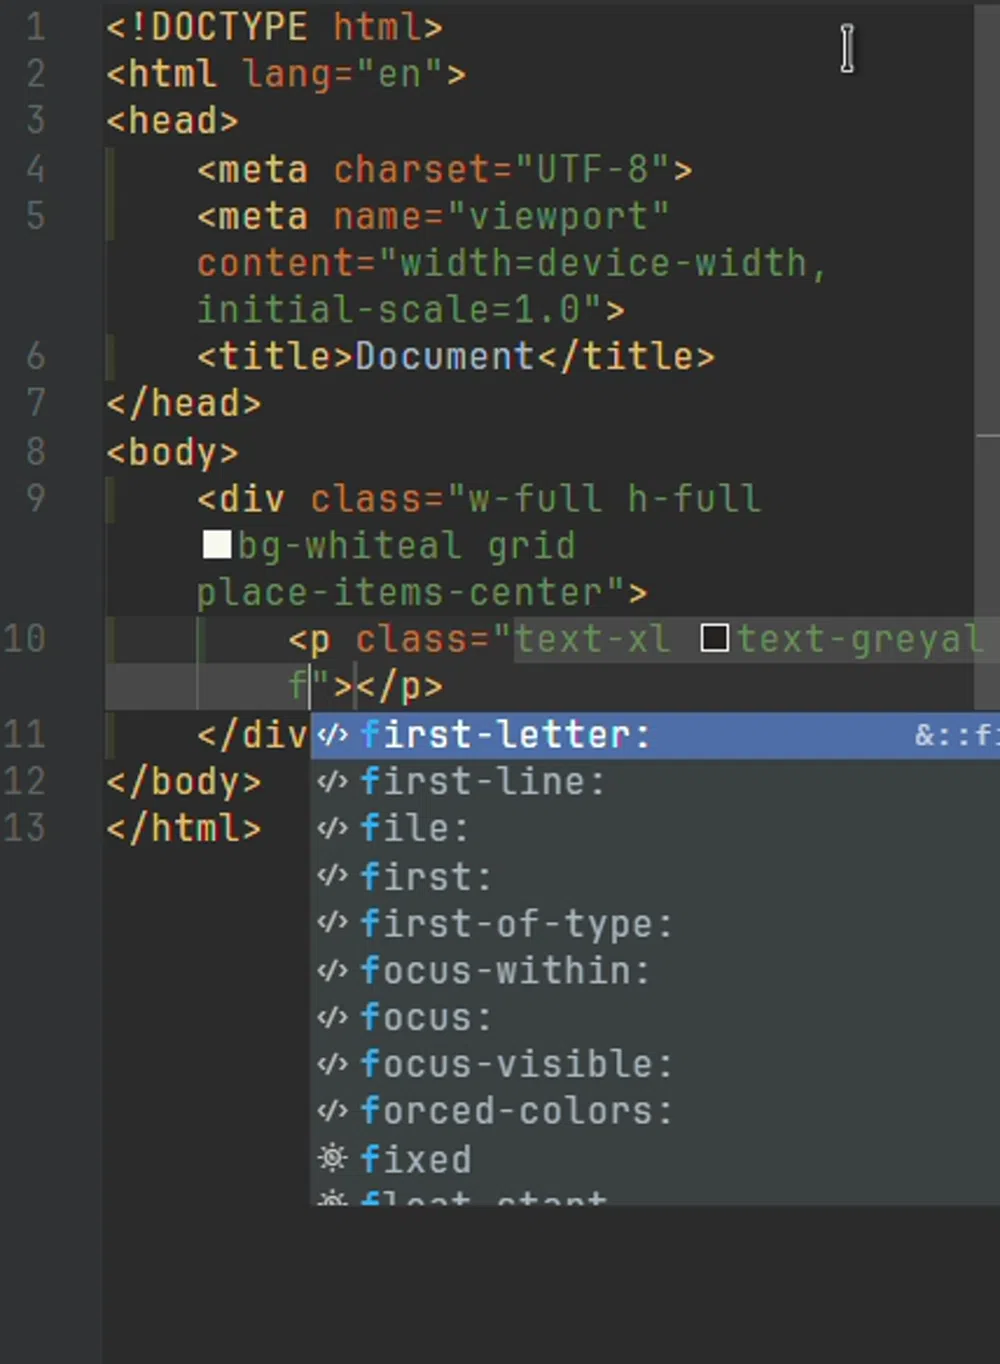 1 <!DOCTYPE html>
2 <html lang="en">
3 <head>
4 <meta charset="UTF-8">
5 <meta name="viewport"
content="width=device-width,
initial-scale=1.0">
6 <title>Document</title>
7 </head>
8 <body>
9 <div class="w-full h-full
bg-whiteal grid
place-items-center">
10 <p class="text-xl text-greyal
f"></p>
11 </div
first-letter: &::fi
12 </body>
first-line:
13 </html>
file:
first:
first-of-type:
focus-within:
focus:
focus-visible:
forced-colors:
fixed
float-start